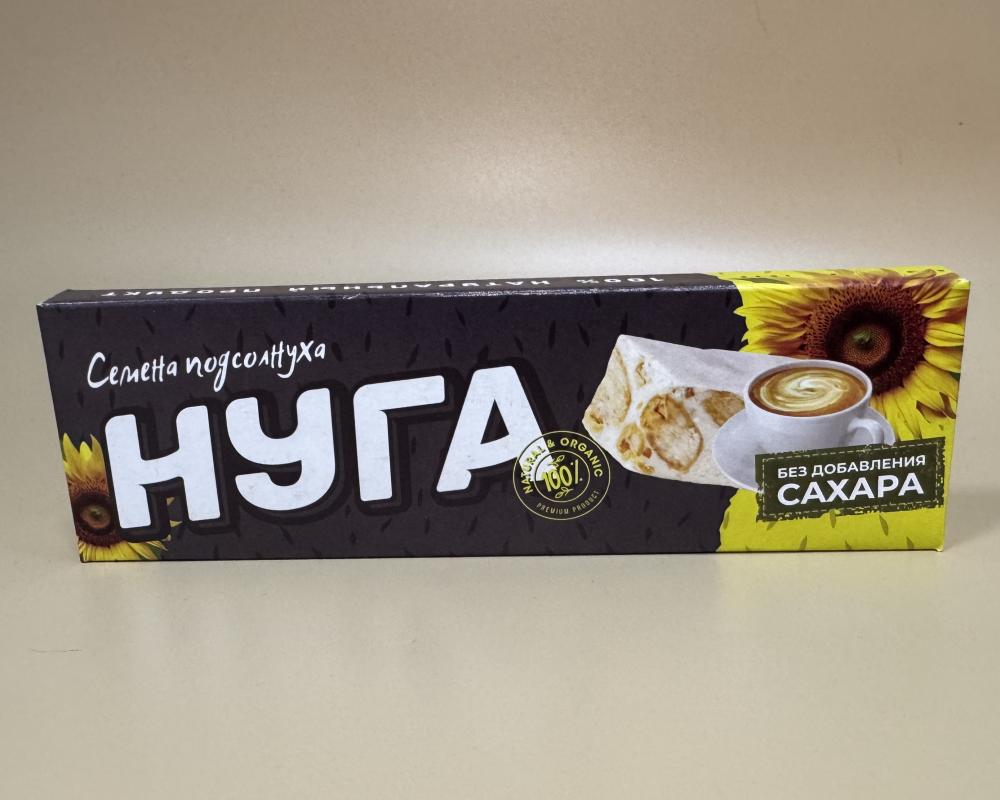 100% НАТУРАЛЬНЫЙ ПРОДУКТ
Семена подсолнуха
НУГА
NATURAL & ORGANIC
100%
PREMIUM PRODUCT
БЕЗ ДОБАВЛЕНИЯ
САХАРА